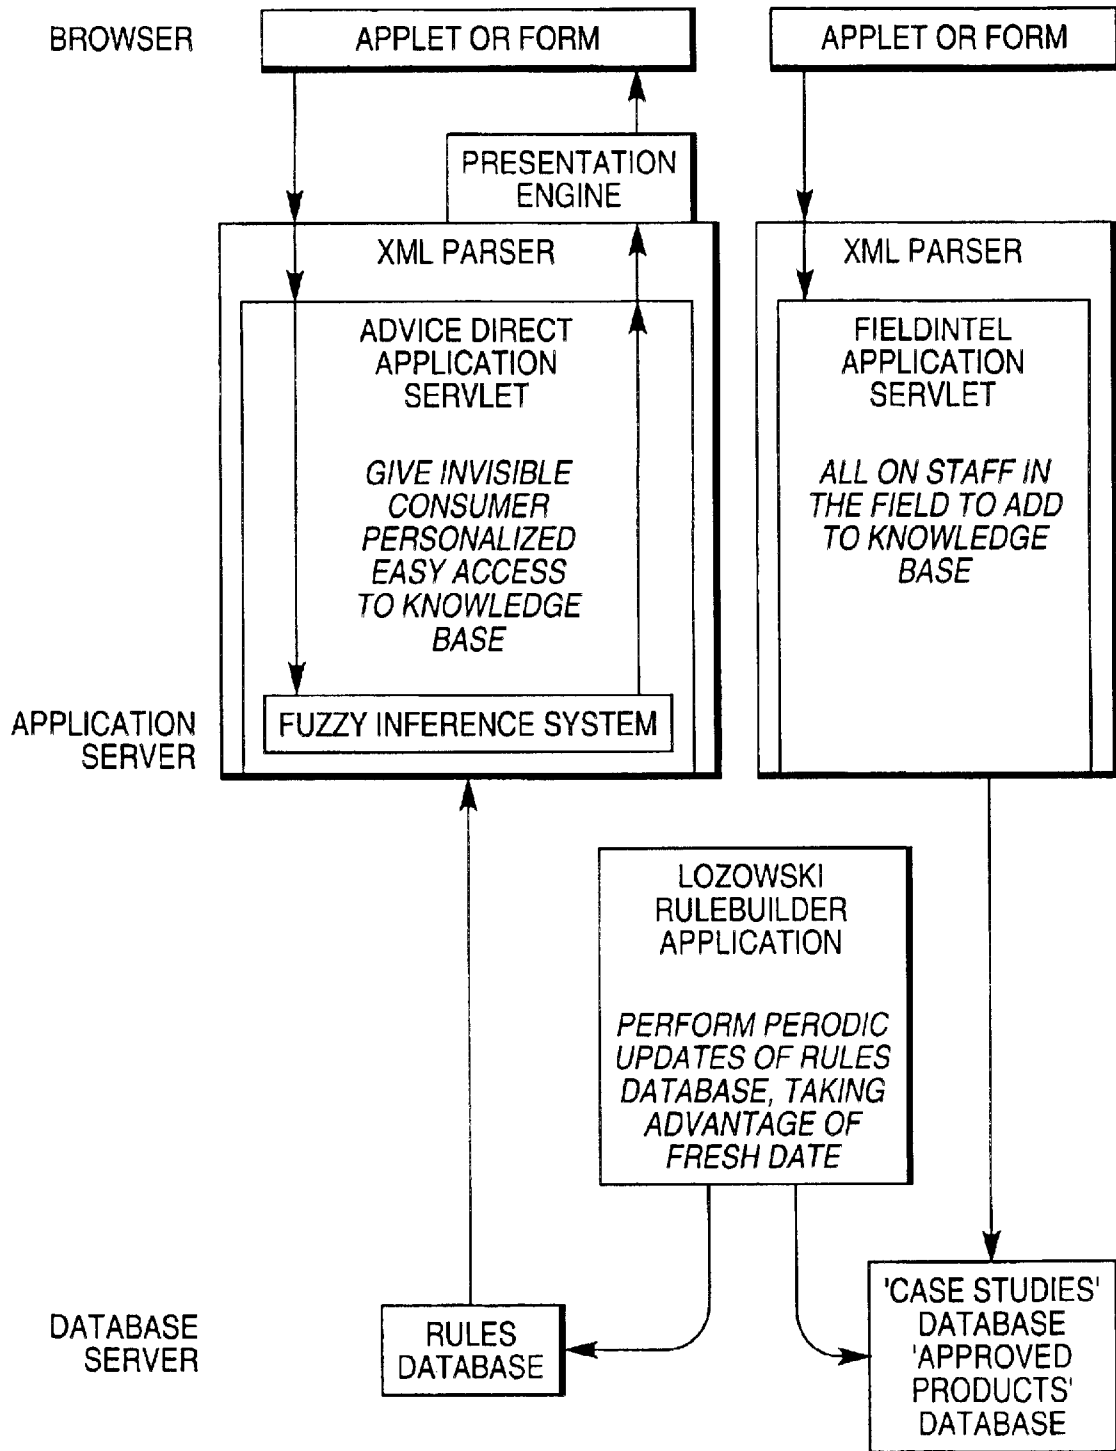 BROWSER
APPLET OR FORM
APPLET OR FORM
PRESENTATION
ENGINE
XML PARSER
ADVICE DIRECT
APPLICATION
SERVLET
GIVE INVISIBLE
CONSUMER
PERSONALIZED
EASY ACCESS
TO KNOWLEDGE
BASE
FUZZY INFERENCE SYSTEM
XML PARSER
FIELDINTEL
APPLICATION
SERVLET
ALL ON STAFF IN
THE FIELD TO ADD
TO KNOWLEDGE
BASE
APPLICATION
SERVER
LOZOWSKI
RULEBUILDER
APPLICATION
PERFORM PERODIC
UPDATES OF RULES
DATABASE, TAKING
ADVANTAGE OF
FRESH DATE
DATABASE
SERVER
RULES
DATABASE
'CASE STUDIES'
DATABASE
'APPROVED
PRODUCTS'
DATABASE